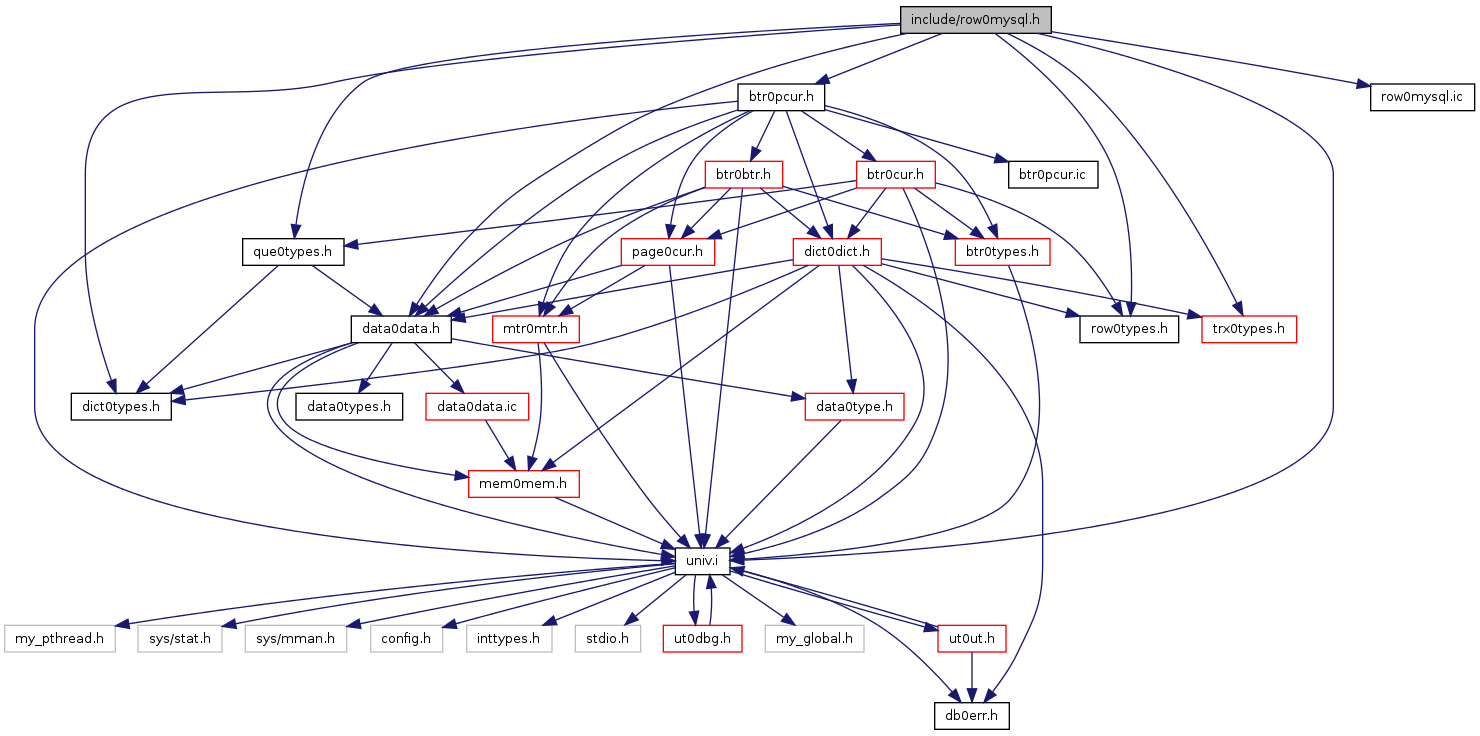 include/row0mysql.h
btr0pcur.h
row0mysql.ic
btr0btr.h
btr0cur.h
btr0pcur.ic
que0types.h
page0cur.h
dict0dict.h
btr0types.h
data0data.h
mtr0mtr.h
row0types.h
trx0types.h
dict0types.h
data0types.h
data0data.ic
data0type.h
mem0mem.h
univ.i
my_pthread.h
sys/stat.h
sys/mman.h
config.h
inttypes.h
stdio.h
ut0dbg.h
my_global.h
ut0ut.h
db0err.h